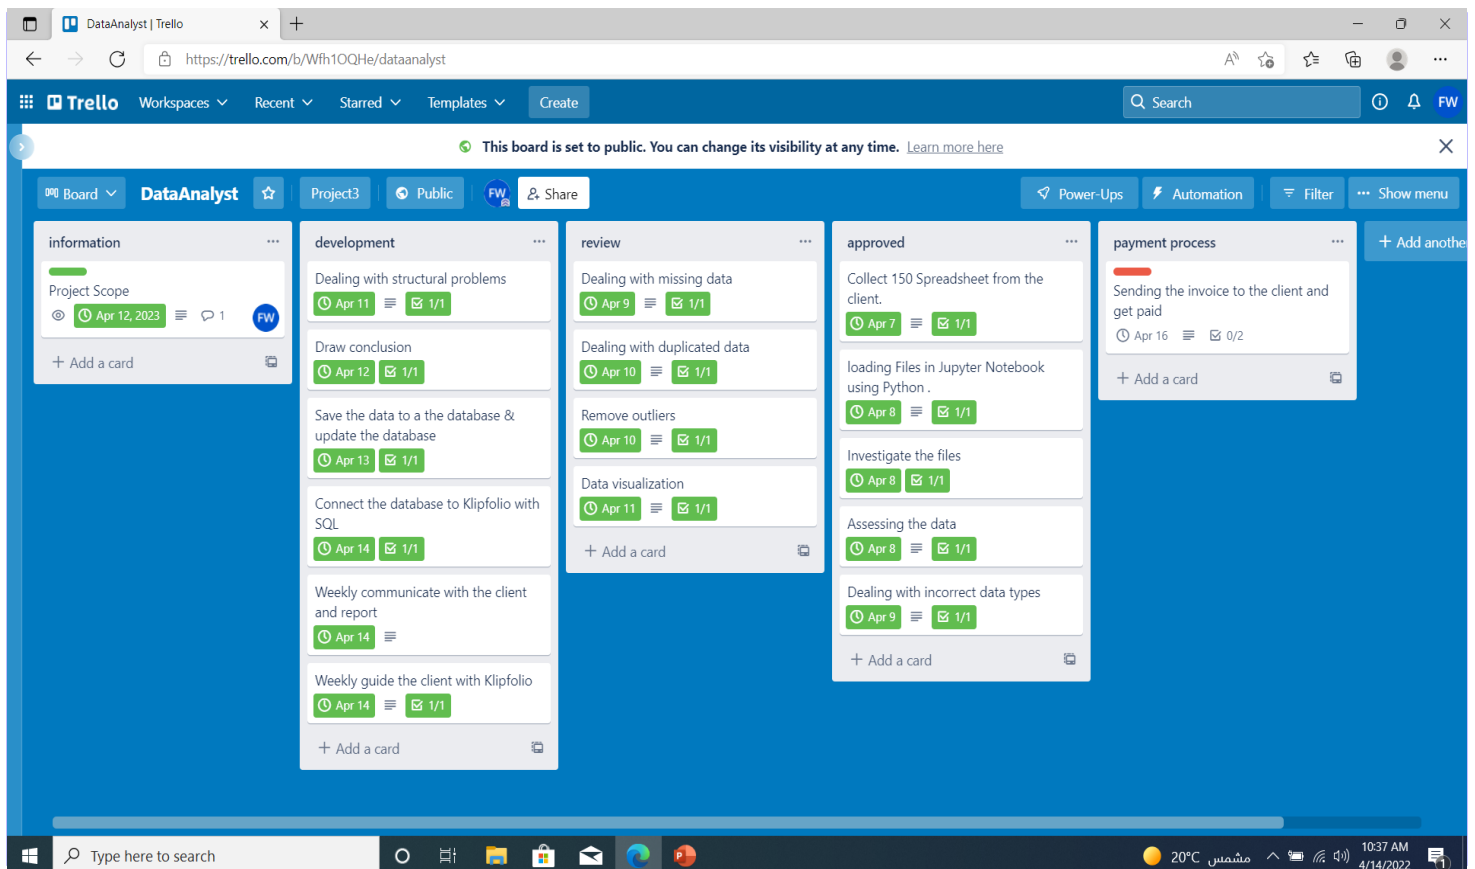 DataAnalyst | Trello
https://trello.com/b/Wfh1OQHe/dataanalyst
Trello Workspaces Recent Starred Templates Create Search FW
This board is set to public. You can change its visibility at any time. Learn more here
Board DataAnalyst Project3 Public FW Share Power-Ups Automation Filter Show menu
information
Project Scope
Apr 12, 2023 1 FW
+ Add a card
development
Dealing with structural problems
Apr 11 1/1
Draw conclusion
Apr 12 1/1
Save the data to a the database &
update the database
Apr 13 1/1
Connect the database to Klipfolio with
SQL
Apr 14 1/1
Weekly communicate with the client
and report
Apr 14
Weekly guide the client with Klipfolio
Apr 14 1/1
+ Add a card
review
Dealing with missing data
Apr 9 1/1
Dealing with duplicated data
Apr 10 1/1
Remove outliers
Apr 10 1/1
Data visualization
Apr 11 1/1
+ Add a card
approved
Collect 150 Spreadsheet from the
client.
Apr 7 1/1
loading Files in Jupyter Notebook
using Python .
Apr 8 1/1
Investigate the files
Apr 8 1/1
Assessing the data
Apr 8 1/1
Dealing with incorrect data types
Apr 9 1/1
+ Add a card
payment process
Sending the invoice to the client and
get paid
Apr 16 0/2
+ Add a card
+ Add another
Type here to search
20°C مشمس
10:37 AM
4/14/2022
1